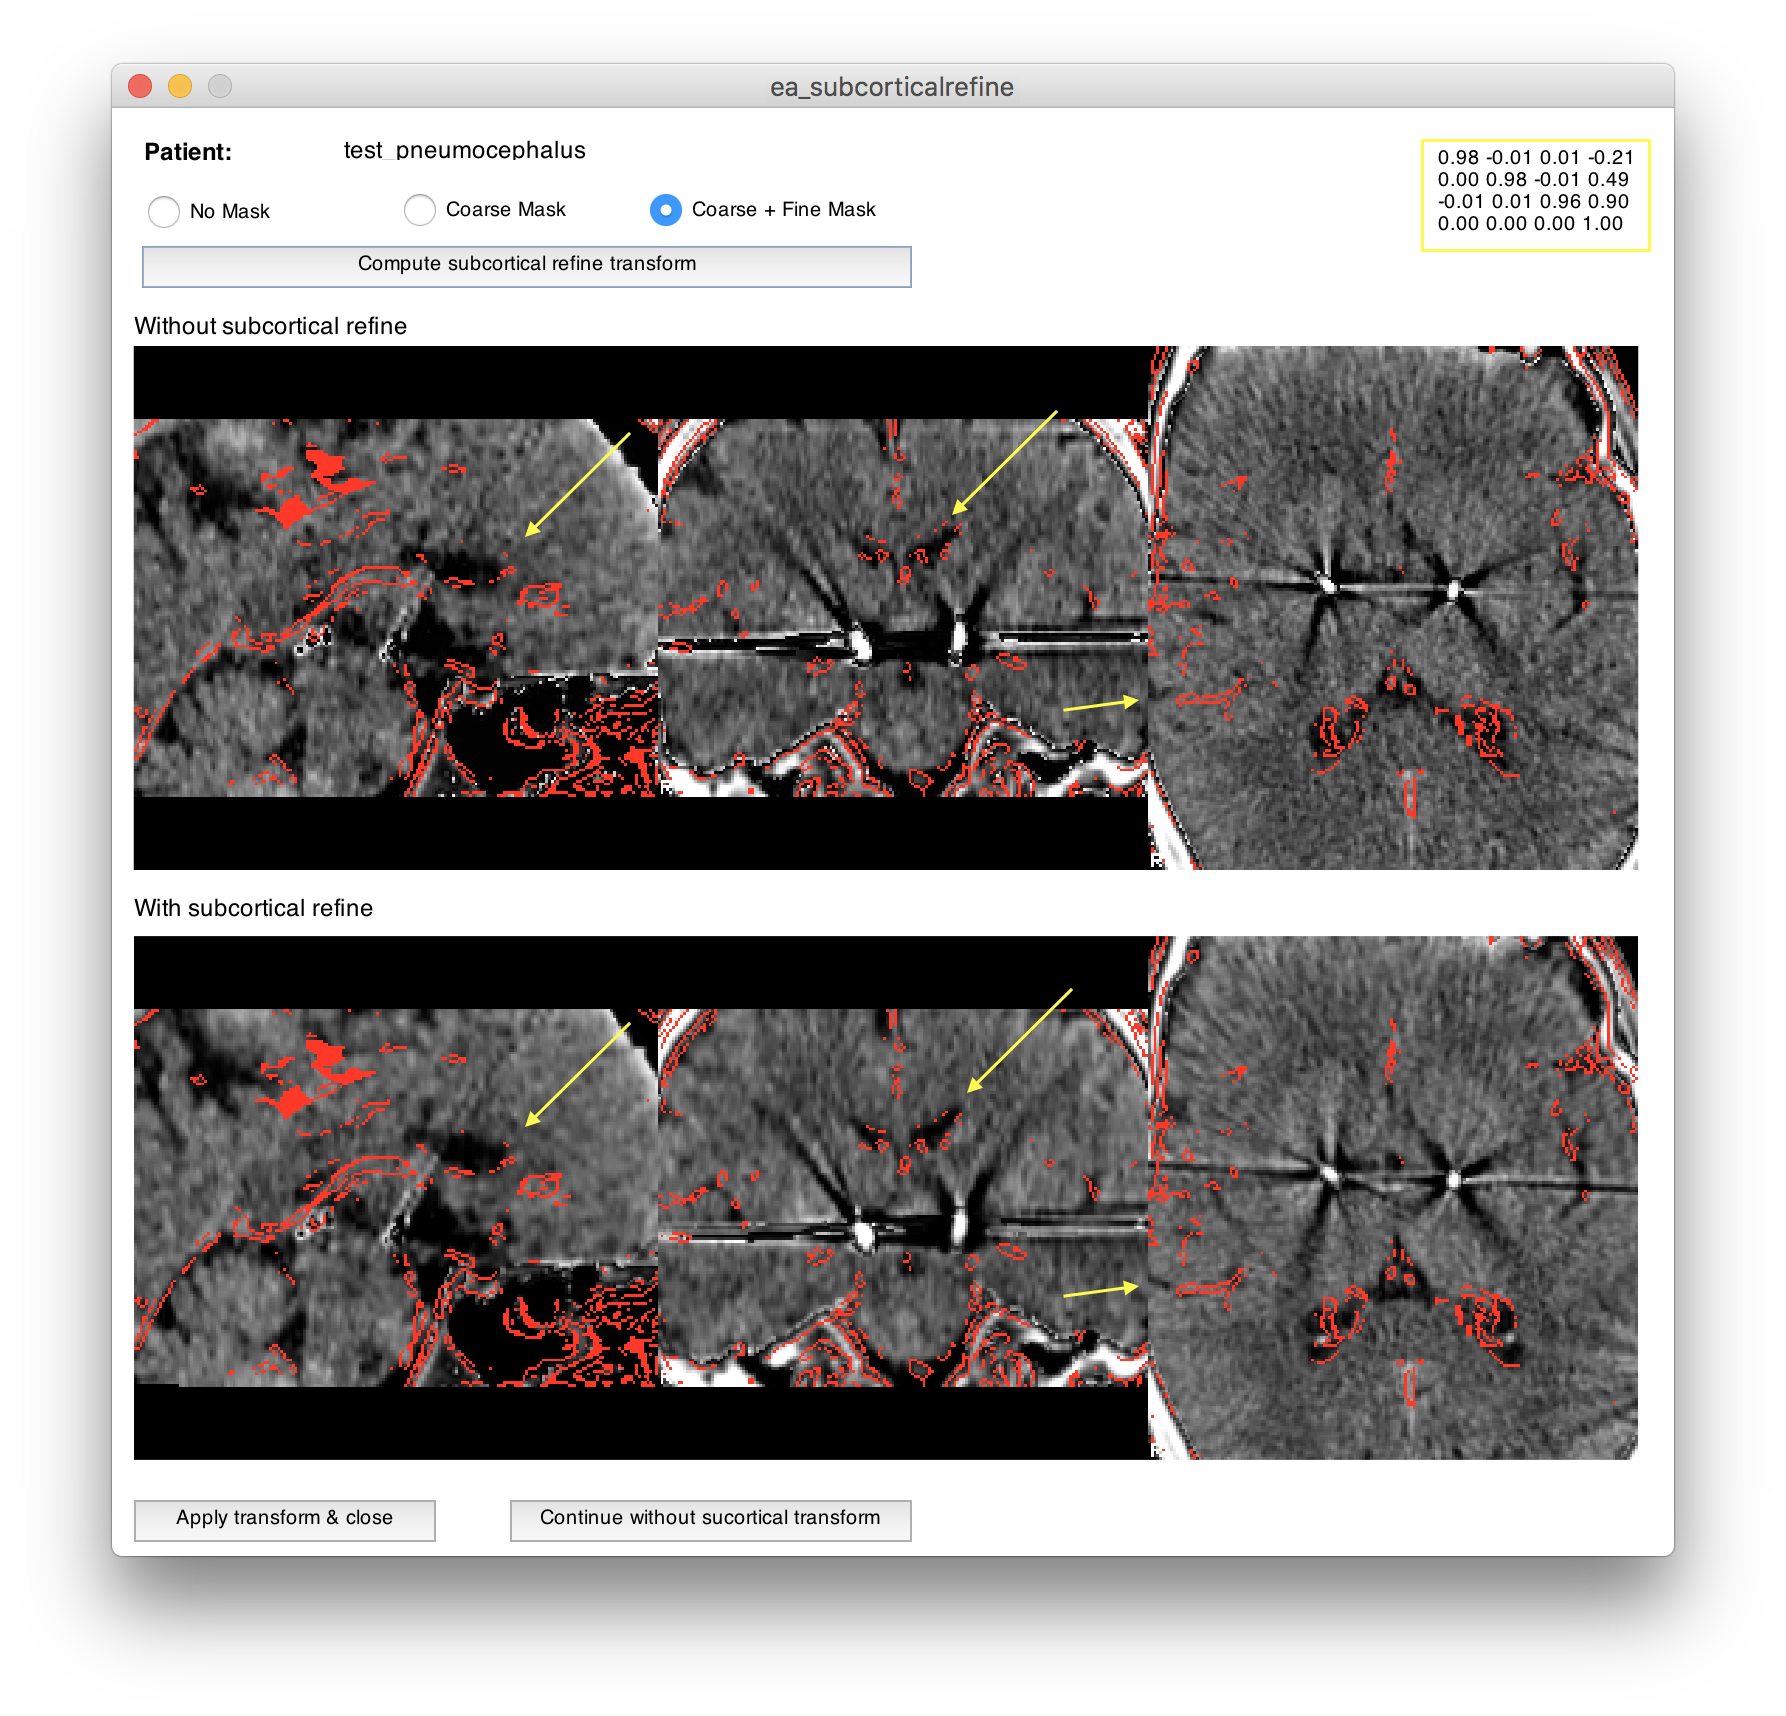 ea_subcorticalrefine
Patient: test_pneumocephalus
No Mask Coarse Mask Coarse + Fine Mask
0.98 -0.01 0.01 -0.21
0.00 0.98 -0.01 0.49
-0.01 0.01 0.96 0.90
0.00 0.00 0.00 1.00
Compute subcortical refine transform
Without subcortical refine
With subcortical refine
Apply transform & close Continue without sucortical transform